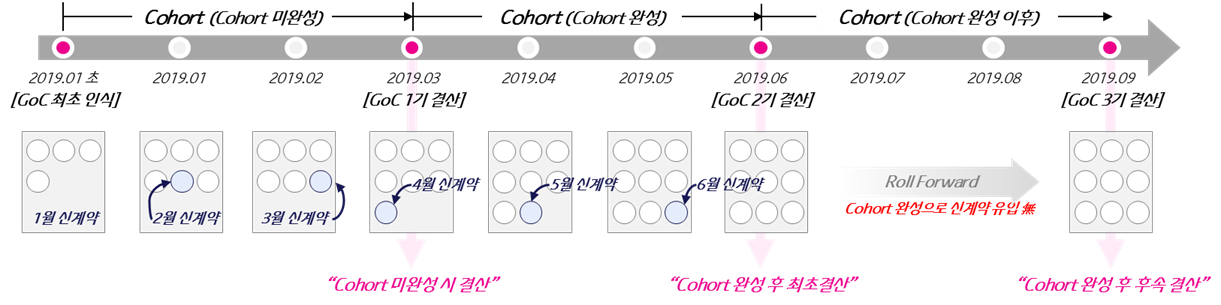 Cohort (Cohort 미완성)
Cohort (Cohort 완성)
Cohort (Cohort 완성 이후)
2019.01 초
2019.01
2019.02
2019.03
2019.04
2019.05
2019.06
2019.07
2019.08
2019.09
[GoC 최초 인식]
[GoC 1기 결산]
[GoC 2기 결산]
[GoC 3기 결산]
1월 신계약
2월 신계약
3월 신계약
4월 신계약
5월 신계약
6월 신계약
Roll Forward
Cohort 완성으로 신계약 유입 無
“Cohort 미완성 시 결산”
“Cohort 완성 후 최초결산”
“Cohort 완성 후 후속 결산”